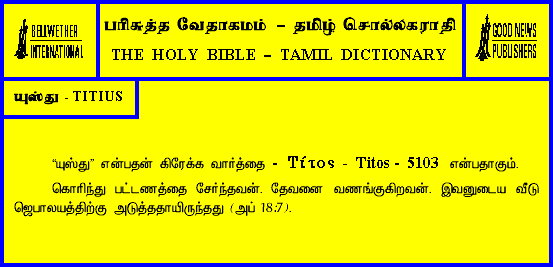 BELLWETHER
INTERNATIONAL
பரிசுத்த வேதாகமம் – தமிழ் சொல்லகராதி
THE HOLY BIBLE – TAMIL DICTIONARY
GOOD NEWS
PUBLISHERS
யுஸ்து - TITIUS
“யுஸ்து” என்பதன் கிரேக்க வார்த்தை - Τίτος - Titos - 5103 என்பதாகும்.
கொரிந்து பட்டணத்தை சேர்ந்தவன். தேவனை வணங்குகிறவன். இவனுடைய வீடு
ஜெபாலயத்திற்கு அடுத்ததாயிருந்தது (அப் 18:7).